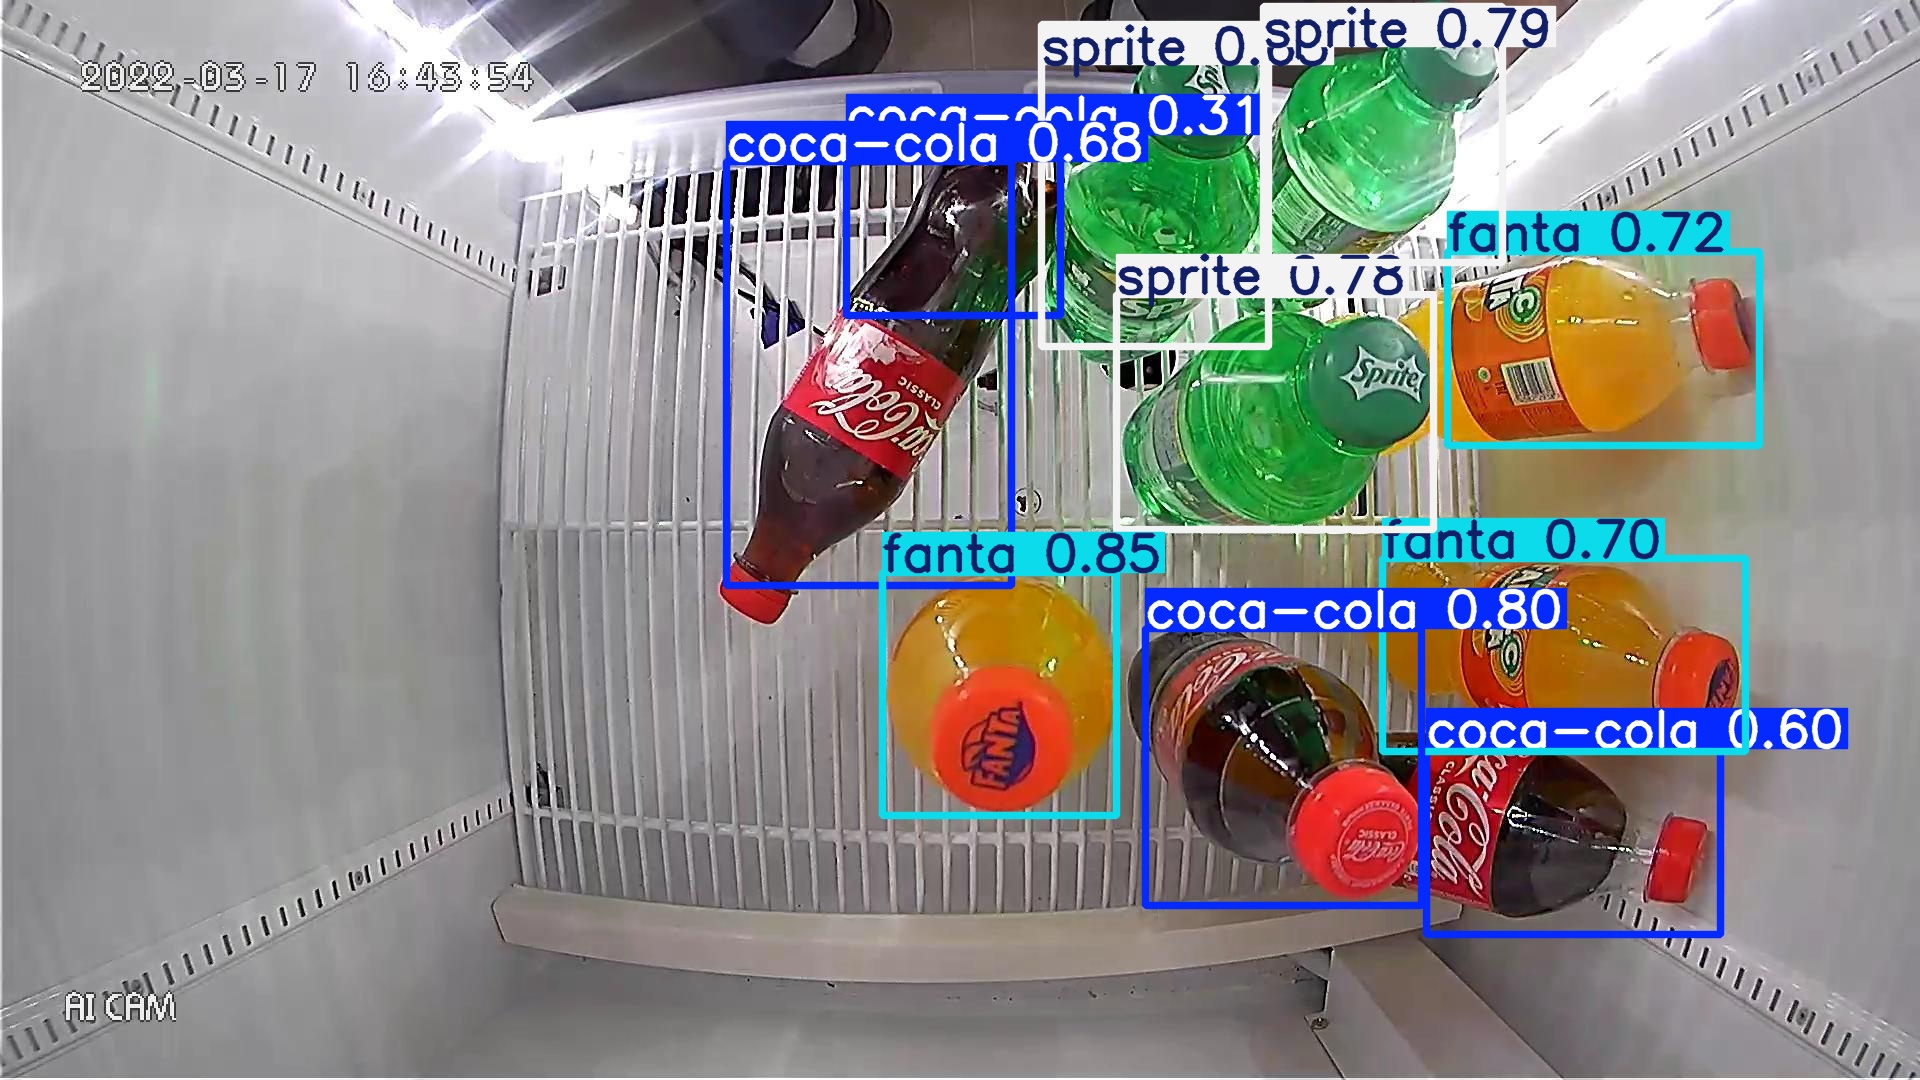 2022-03-17 16:43:54
sprite 0.79
coca-cola 0.31
coca-cola 0.68
fanta 0.72
sprite 0.78
Sprite
CLASSIC
fanta 0.85
fanta 0.70
coca-cola 0.80
FANTA
coca-cola 0.60
Coca-Cola
CLASSIC
CLASSIC
AI CAM